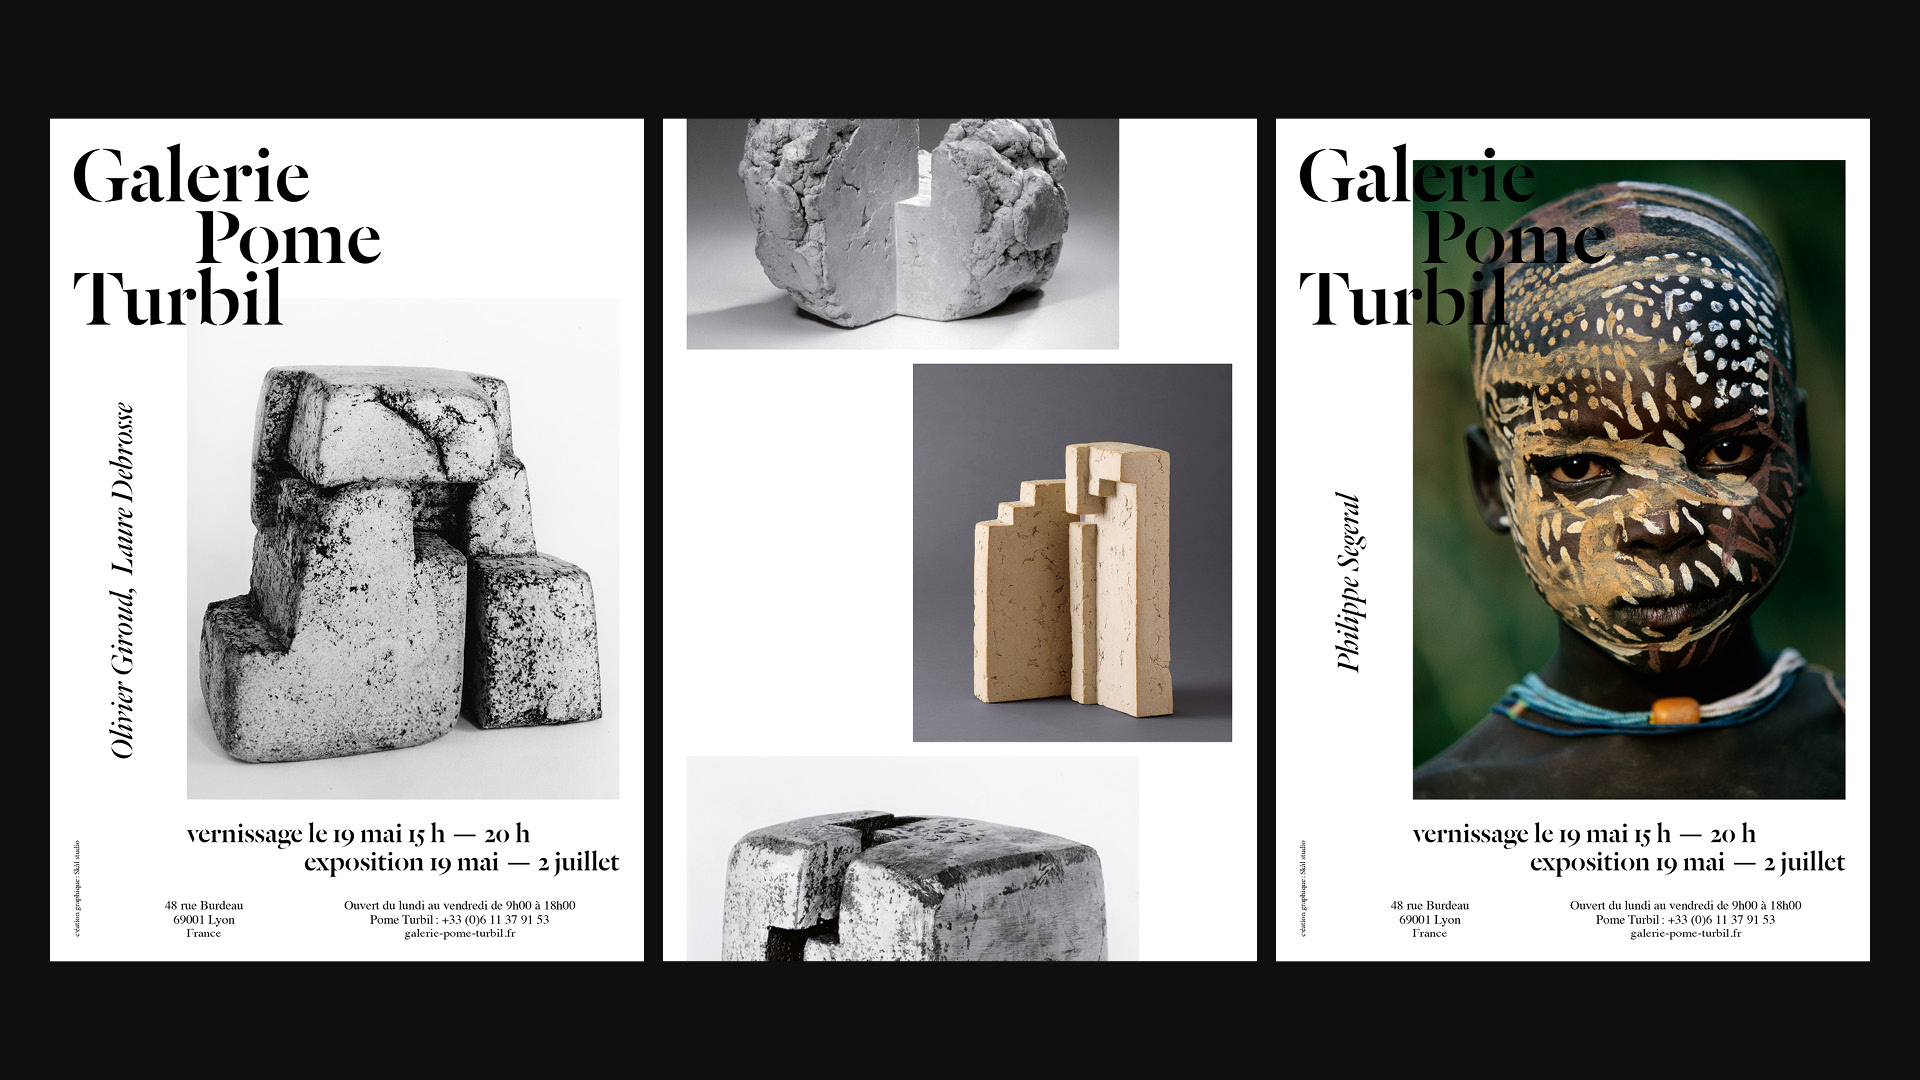 Galerie
Pome
Turbil
Olivier Giroud, Laure Debrosse
vernissage le 19 mai 15 h — 20 h
exposition 19 mai — 2 juillet
création graphique : Skôl studio
48 rue Burdeau
69001 Lyon
France
Ouvert du lundi au vendredi de 9h00 à 18h00
Pome Turbil : +33 (0)6 11 37 91 53
galerie-pome-turbil.fr
Galerie
Pome
Turbil
Philippe Segeral
vernissage le 19 mai 15 h — 20 h
exposition 19 mai — 2 juillet
création graphique : Skôl studio
48 rue Burdeau
69001 Lyon
France
Ouvert du lundi au vendredi de 9h00 à 18h00
Pome Turbil : +33 (0)6 11 37 91 53
galerie-pome-turbil.fr